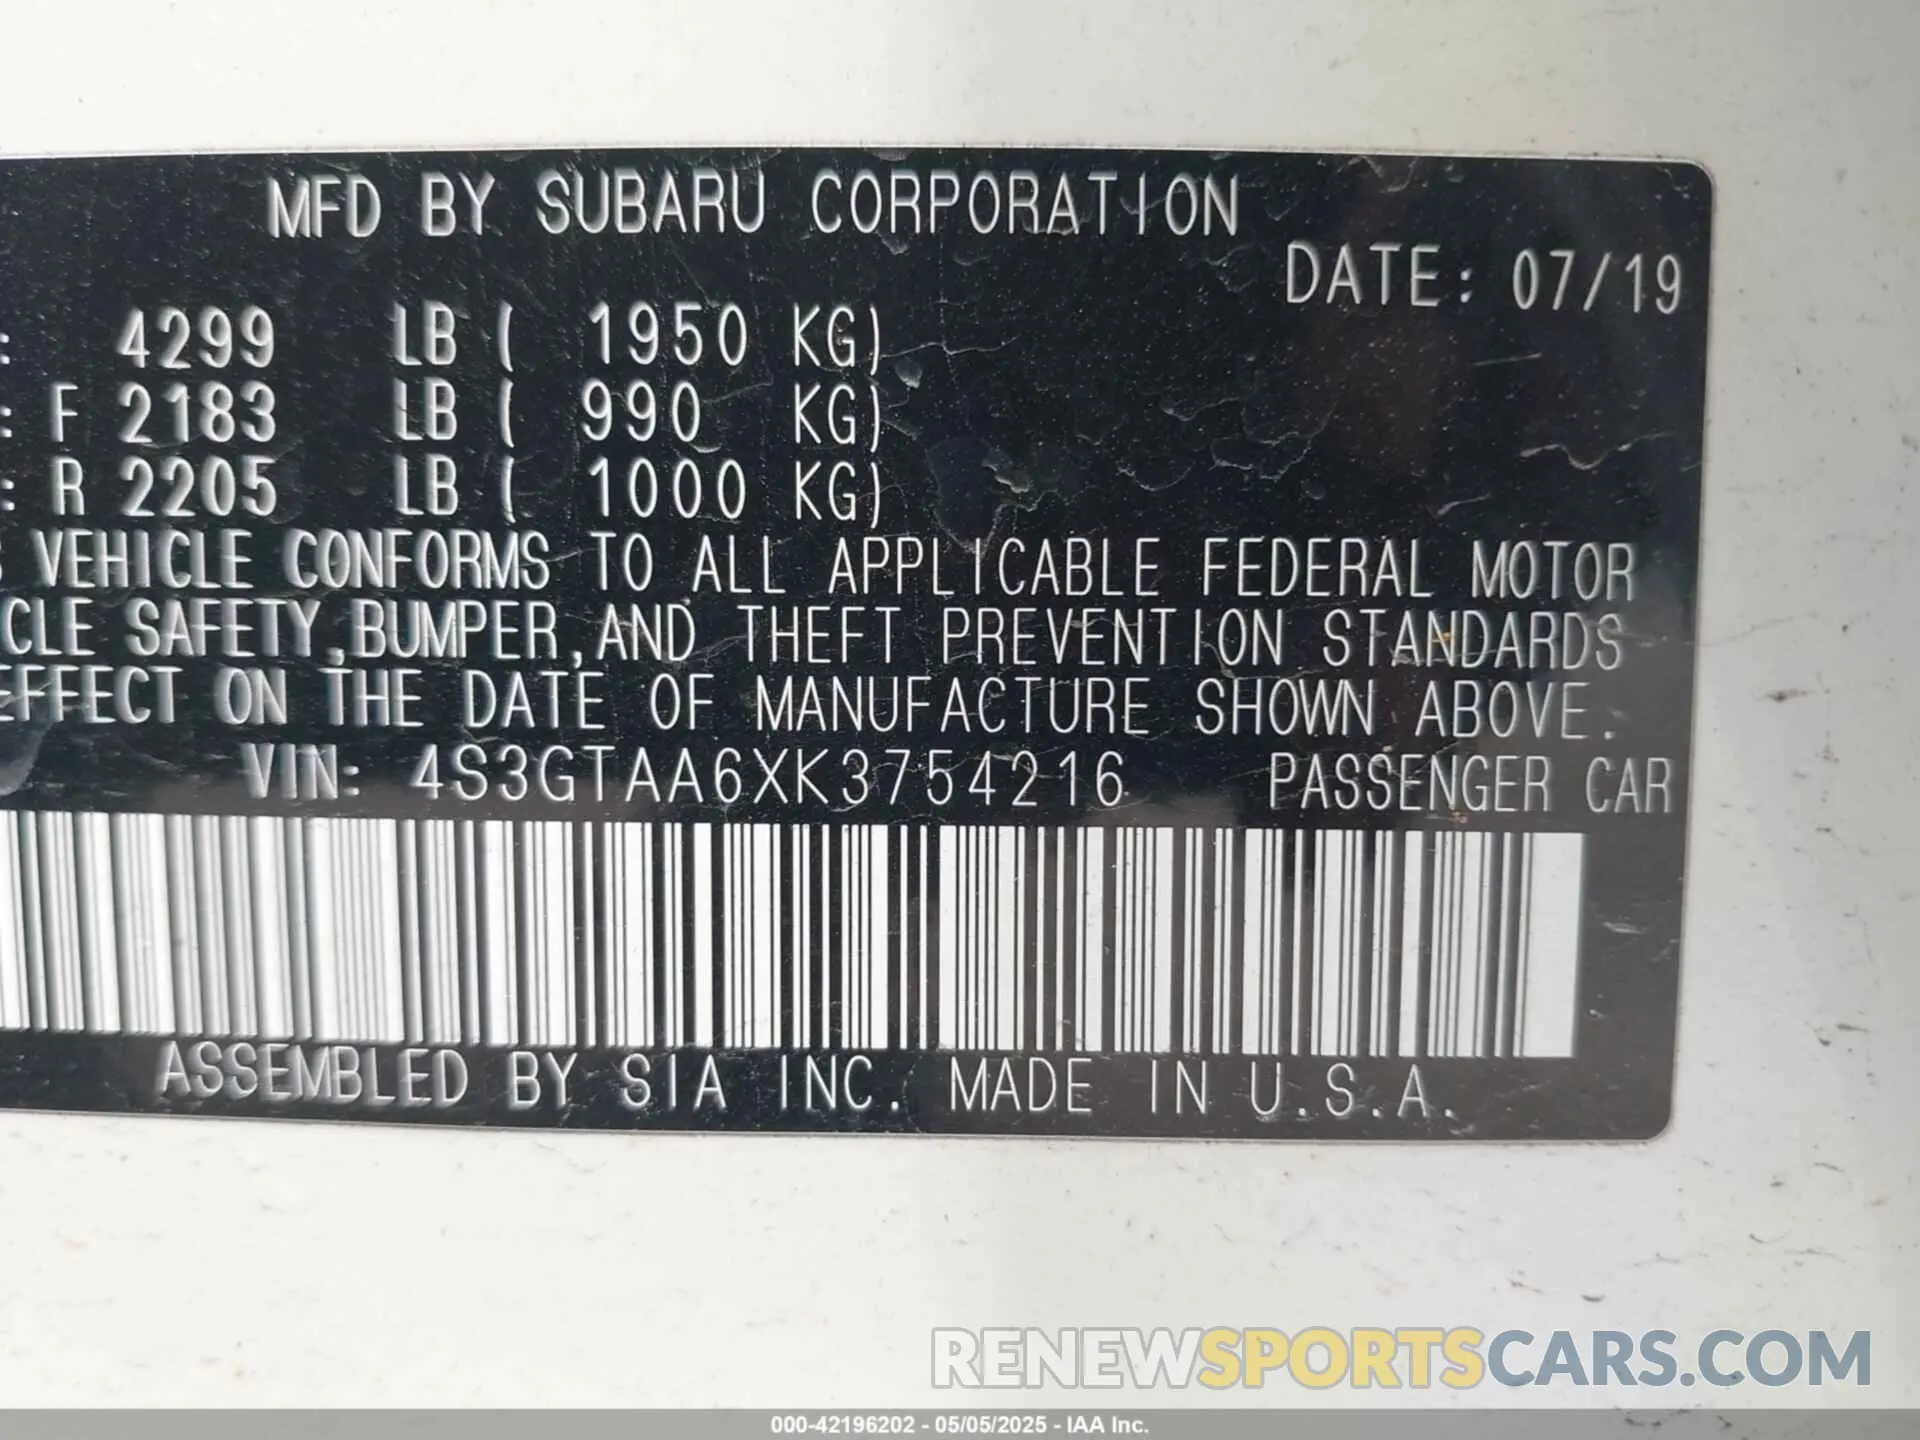 MFD BY SUBARU CORPORATION
DATE: 07/19
: 4299 LB ( 1950 KG)
: F 2183 LB ( 990 KG)
: R 2205 LB ( 1000 KG)
S VEHICLE CONFORMS TO ALL APPLICABLE FEDERAL MOTOR
CLE SAFETY,BUMPER,AND THEFT PREVENTION STANDARDS
EFFECT ON THE DATE OF MANUFACTURE SHOWN ABOVE.
VIN: 4S3GTAA6XK3754216 PASSENGER CAR
ASSEMBLED BY SIA INC. MADE IN U.S.A.
RENEWSPORTSCARS.COM
000-42196202 - 05/05/2025 - IAA Inc.